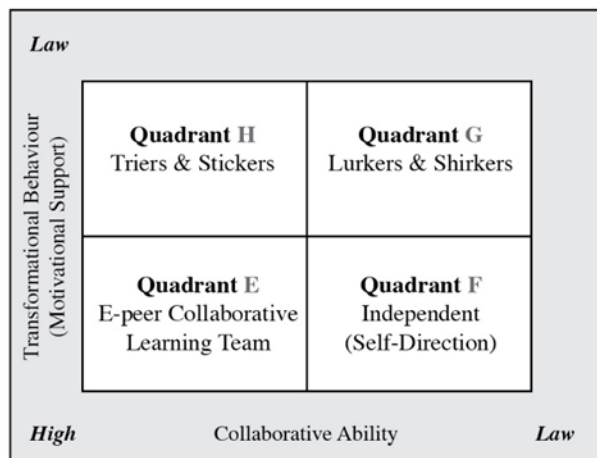 Law
Transformational Behaviour
(Motivational Support)
Quadrant H
Triers & Stickers
Quadrant G
Lurkers & Shirkers
Quadrant E
E-peer Collaborative
Learning Team
Quadrant F
Independent
(Self-Direction)
High
Collaborative Ability
Law